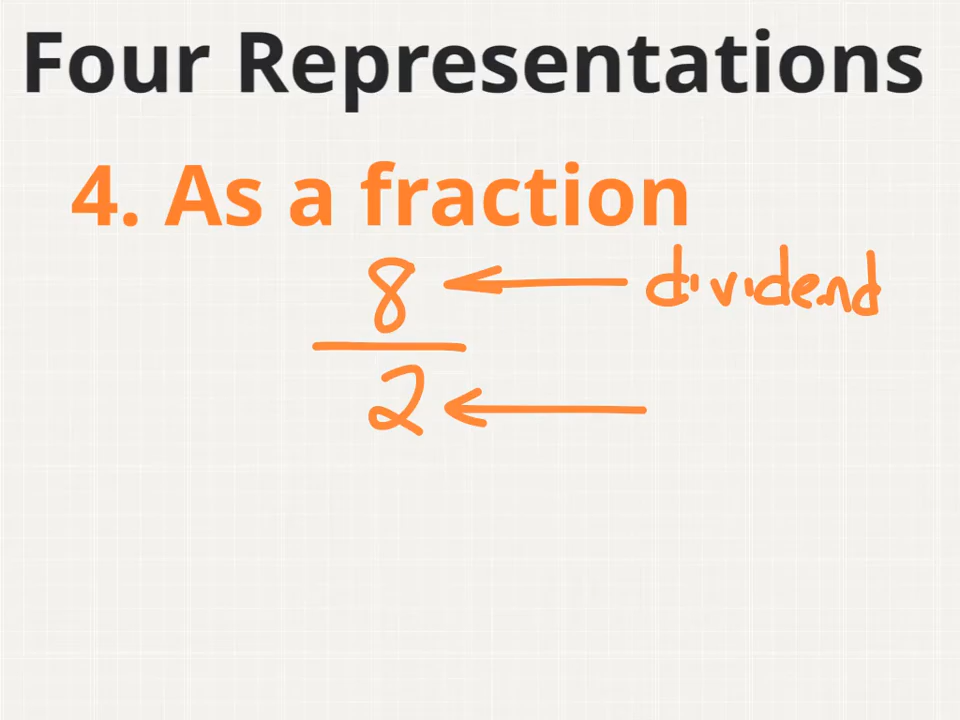 Four Representations
4. As a fraction
8 ← dividend
2 ←